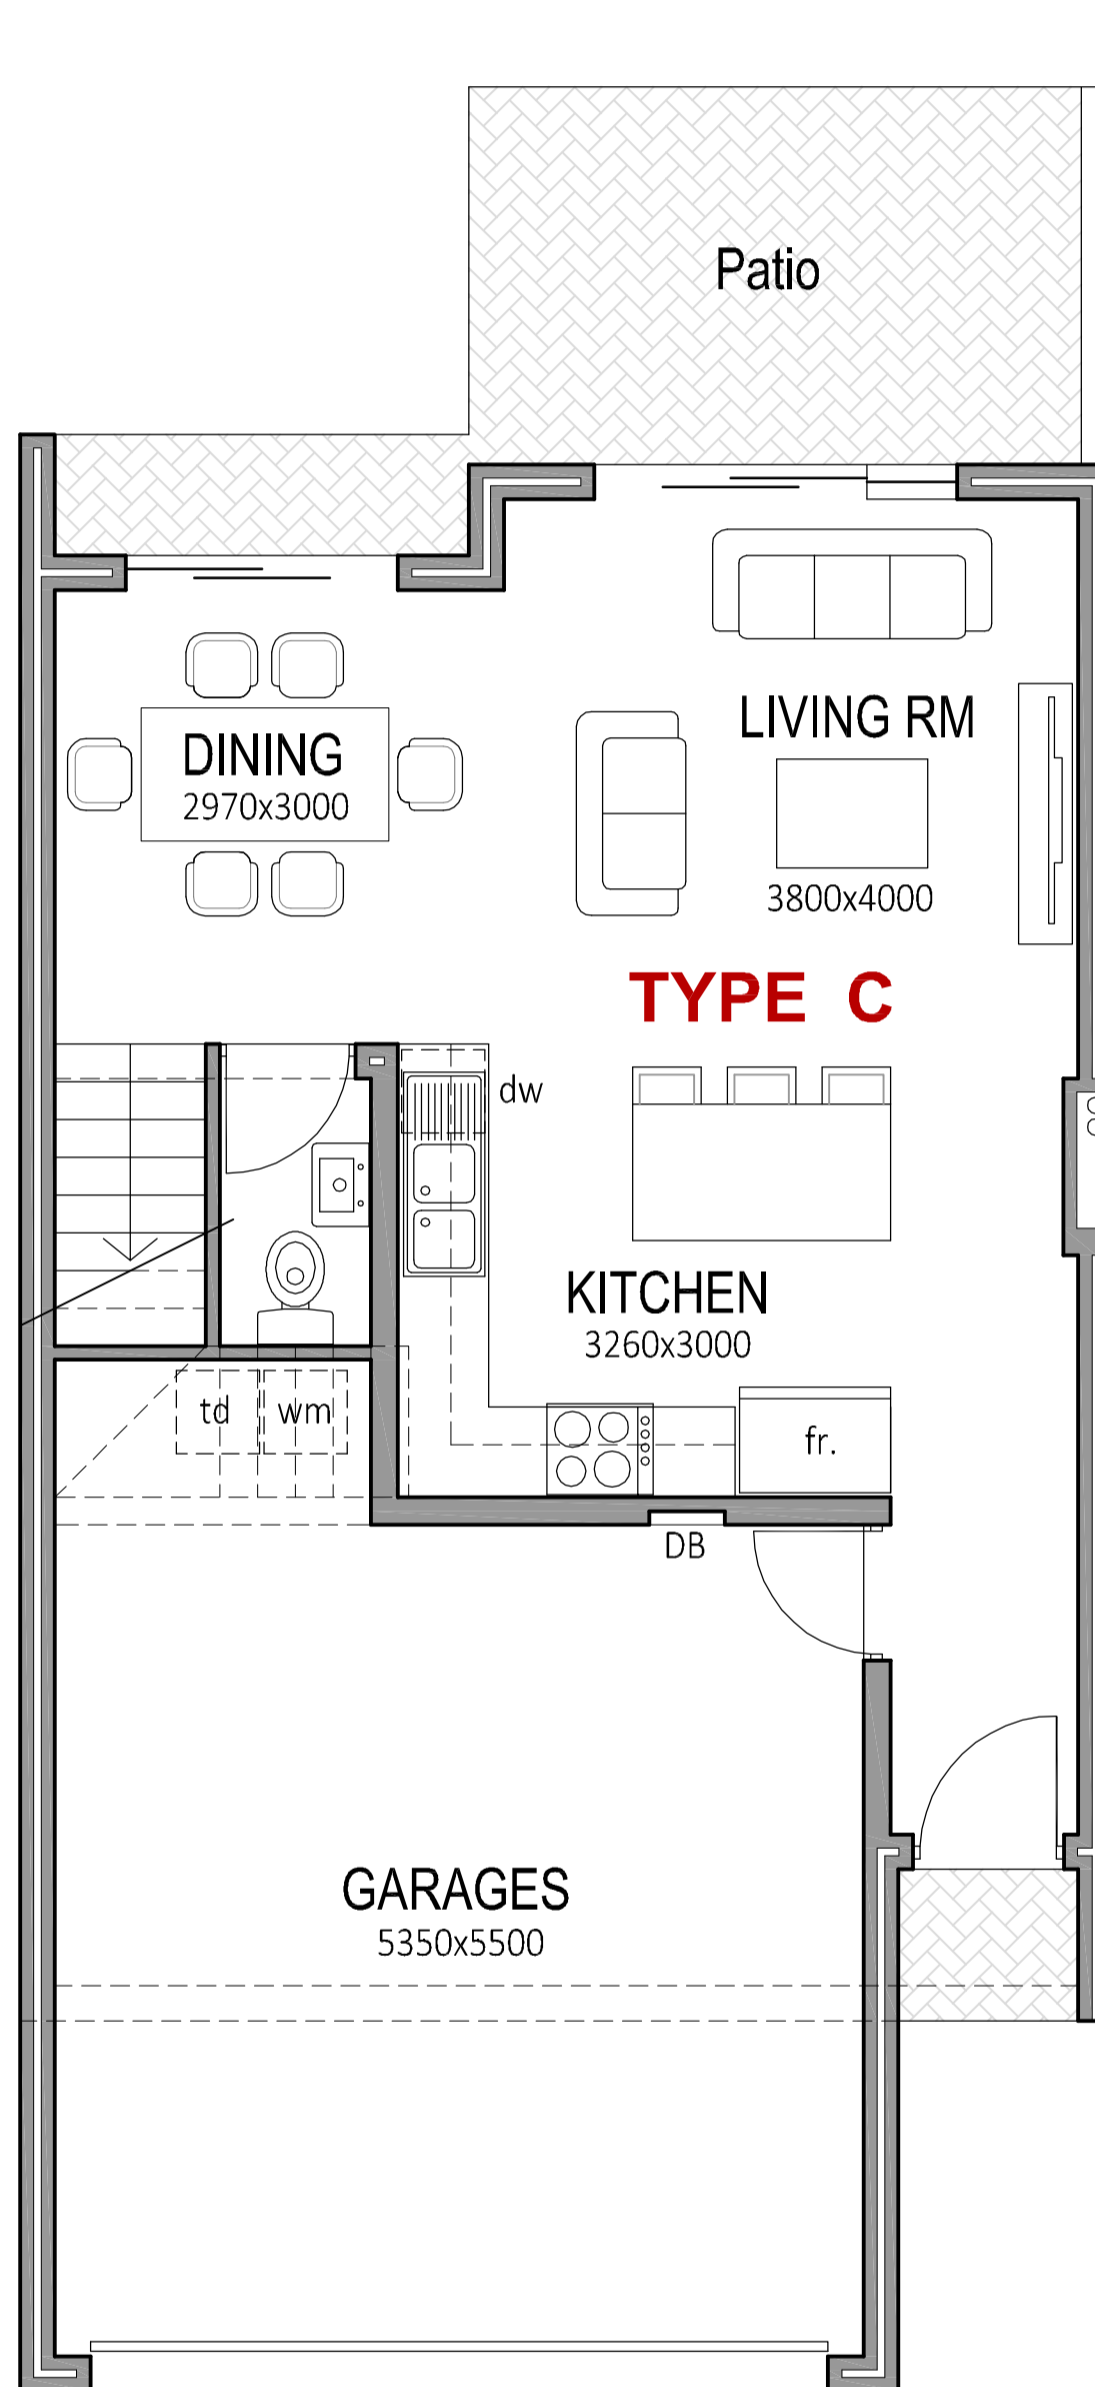 Patio
LIVING RM
DINING
2970x3000
3800x4000
TYPE C
dw
KITCHEN
3260x3000
td
wm
fr.
DB
GARAGES
5350x5500